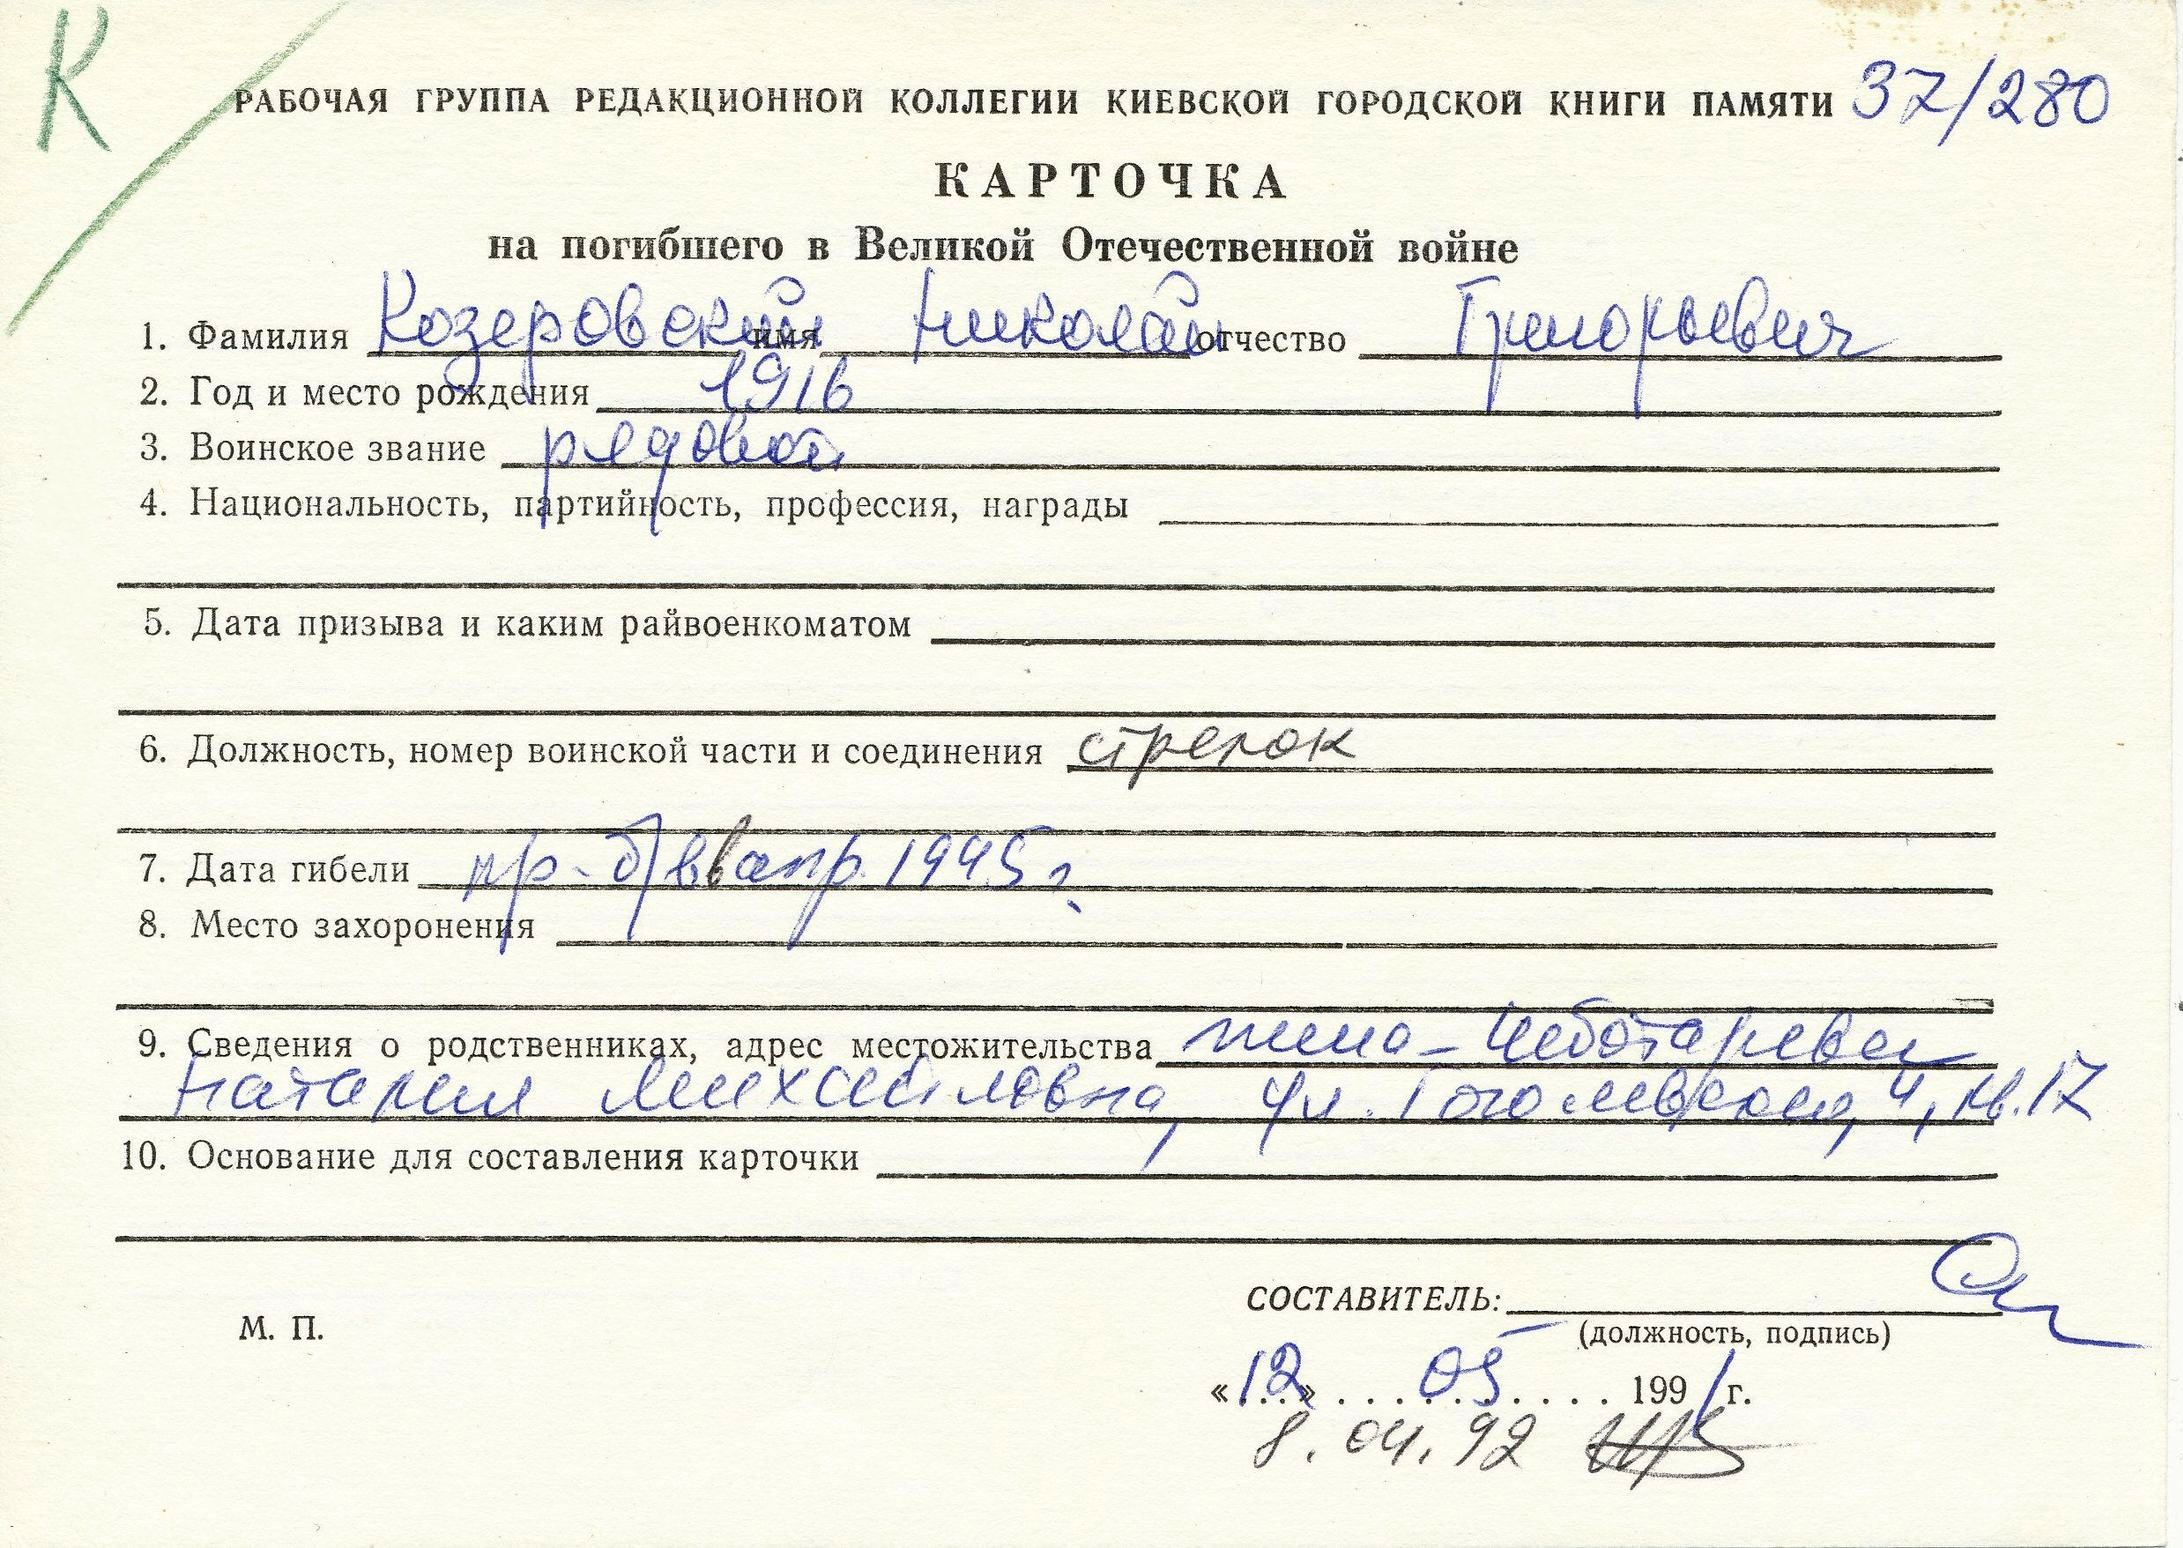 К
РАБОЧАЯ ГРУППА РЕДАКЦИОННОЙ КОЛЛЕГИИ КИЕВСКОЙ ГОРОДСКОЙ КНИГИ ПАМЯТИ 37/280
КАРТОЧКА
на погибшего в Великой Отечественной войне
1. Фамилия Козеровский имя Николай отчество Григорьевич
2. Год и место рождения 1916
3. Воинское звание рядовой
4. Национальность, партийность, профессия, награды
5. Дата призыва и каким райвоенкоматом
6. Должность, номер воинской части и соединения стрелок
7. Дата гибели пр. б/в в апр. 1945 г.
8. Место захоронения
9. Сведения о родственниках, адрес местожительства жена - Чеботарева
Наталия Михайловна, ул. Гоголевская, 4, кв. 17
10. Основание для составления карточки
СОСТАВИТЕЛЬ:
М. П.
(должность, подпись)
«12» 05 1991 г.
8.04.92